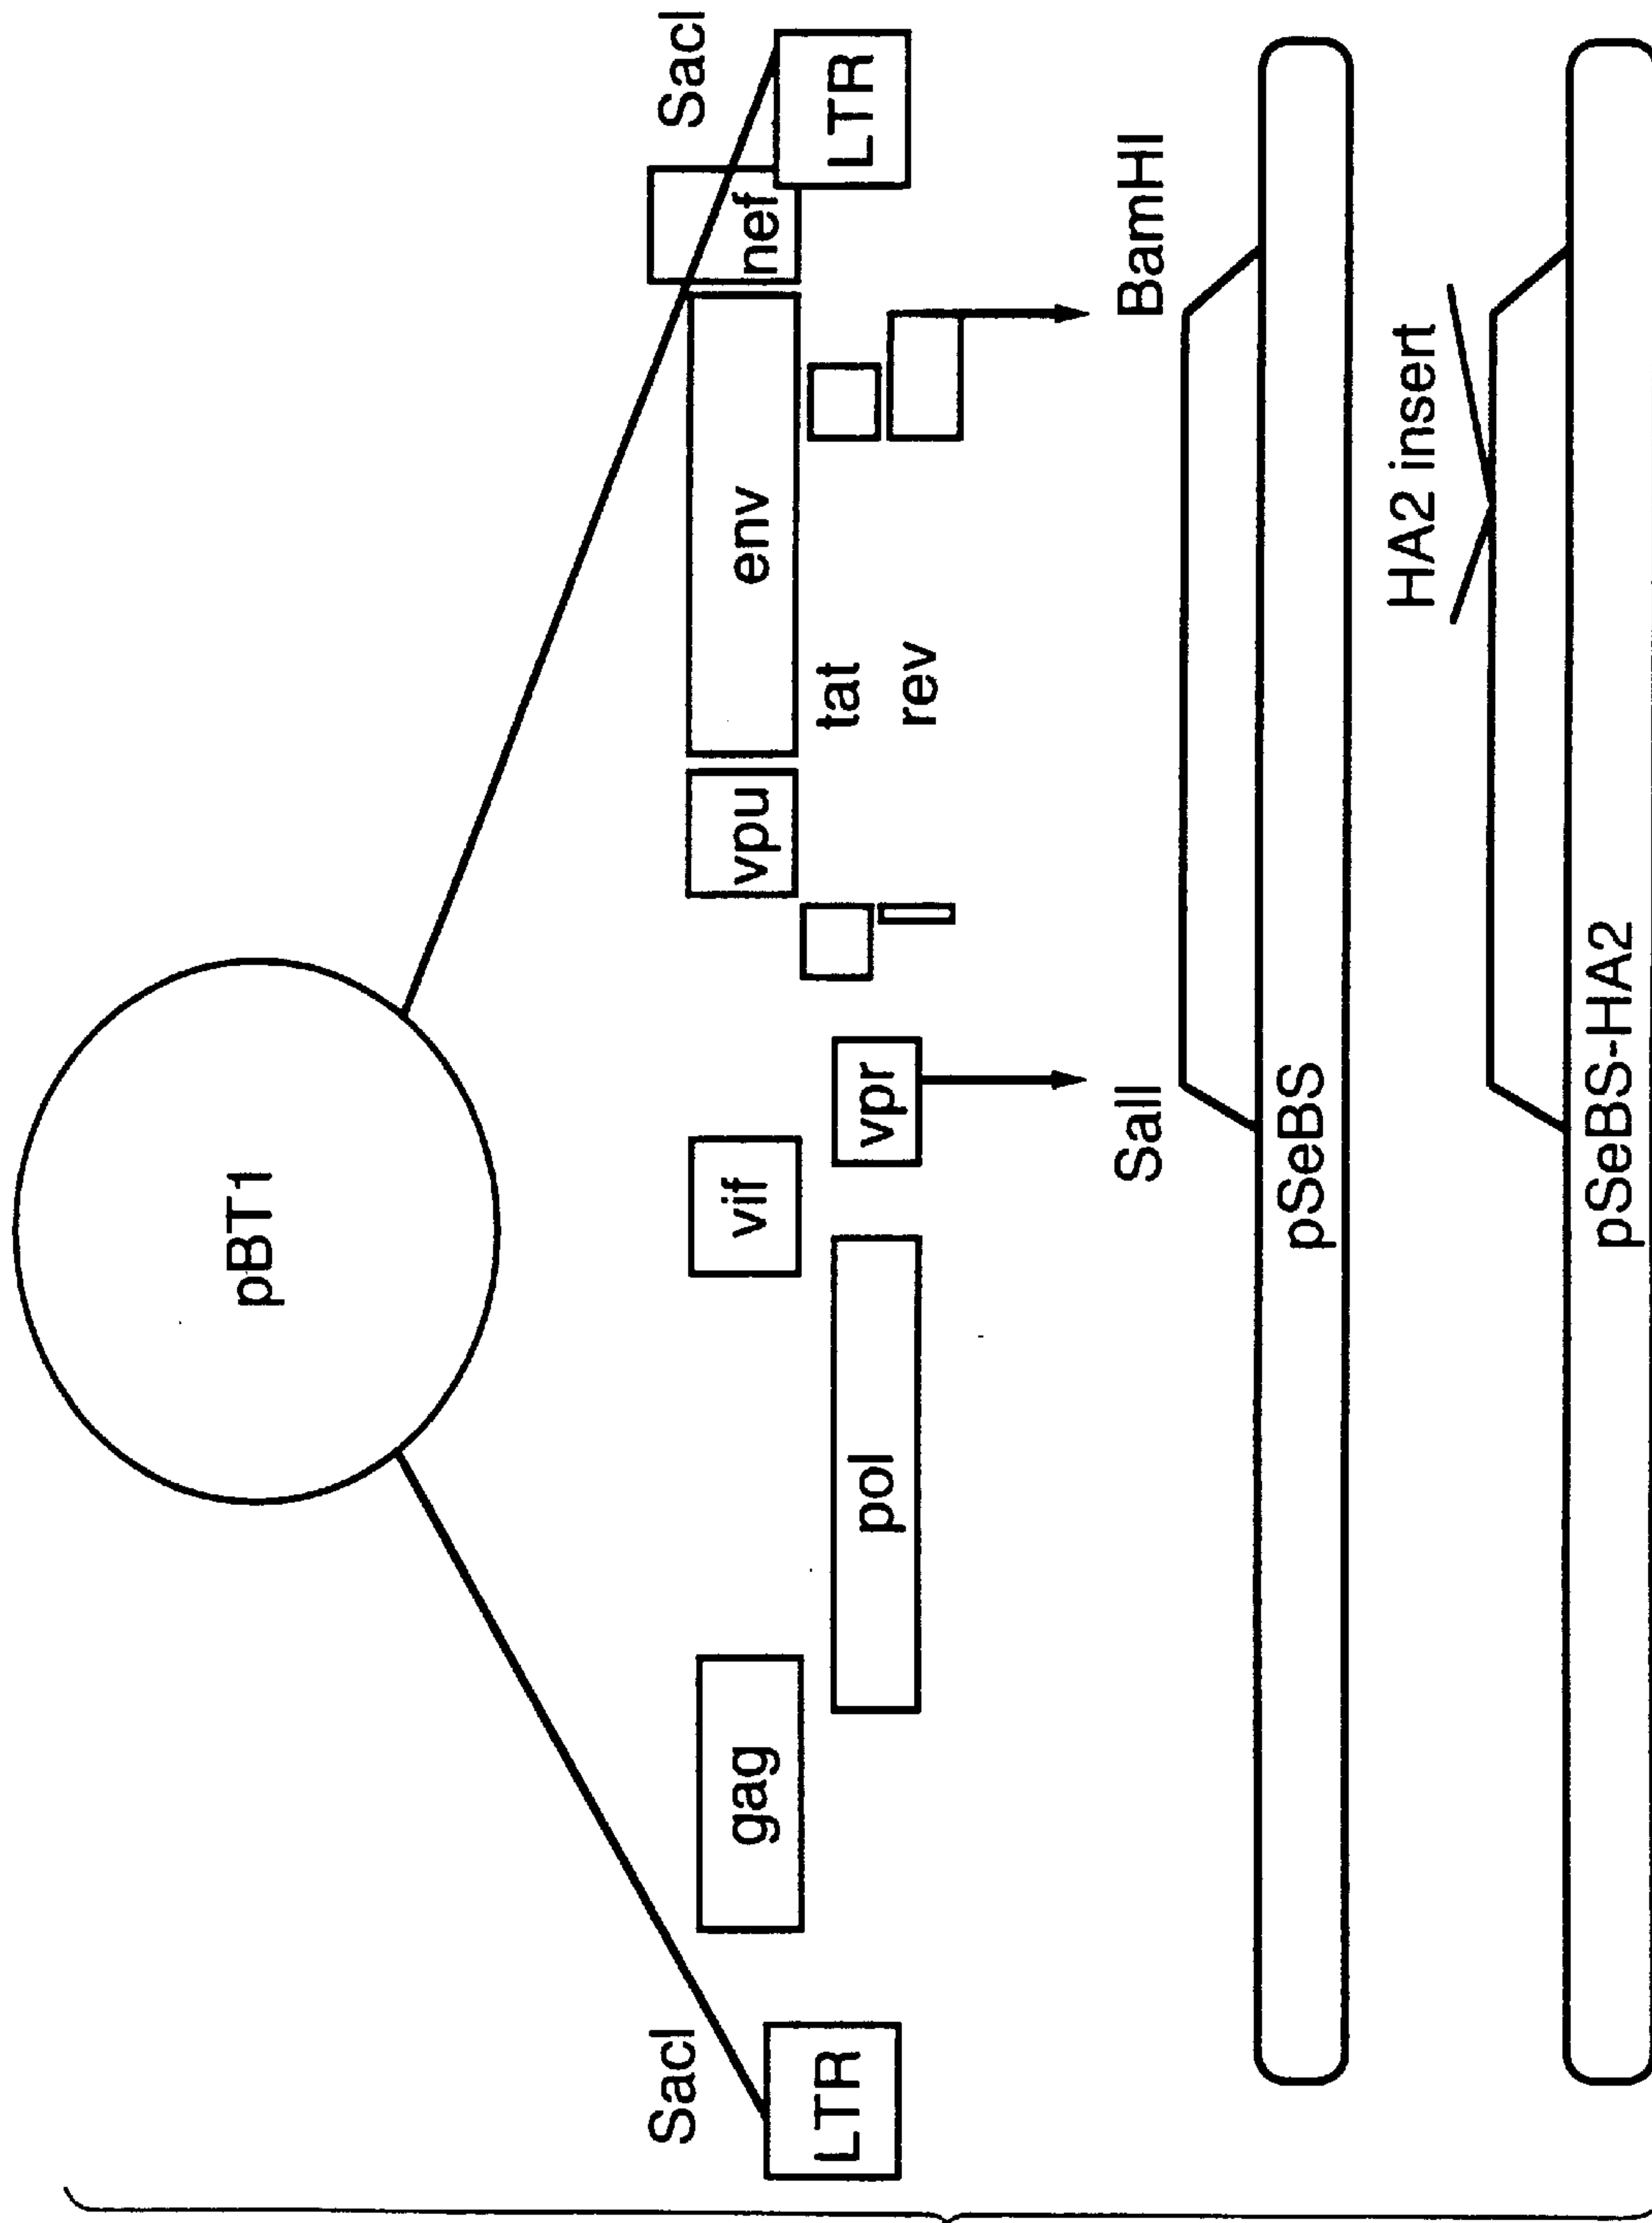 pBT1
SacI
SacI
LTR
gag
pol
vif
vpr
vpu
env
tat
rev
nef
LTR
SalI
BamHI
pSeBS
HA2 insert
pSeBS-HA2